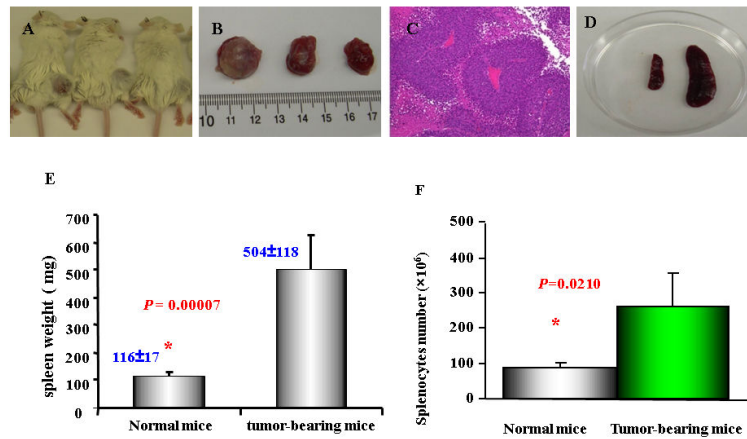 A
B
C
D
10 11 12 13 14 15 16 17
E
700
600
500
400
300
200
100
0
spleen weight ( mg)
116±17
P = 0.00007
*
504±118
Normal mice
tumor-bearing mice
F
500
400
300
200
100
0
Splenocytes number (×10⁶)
P=0.0210
*
Normal mice
Tumor-bearing mice